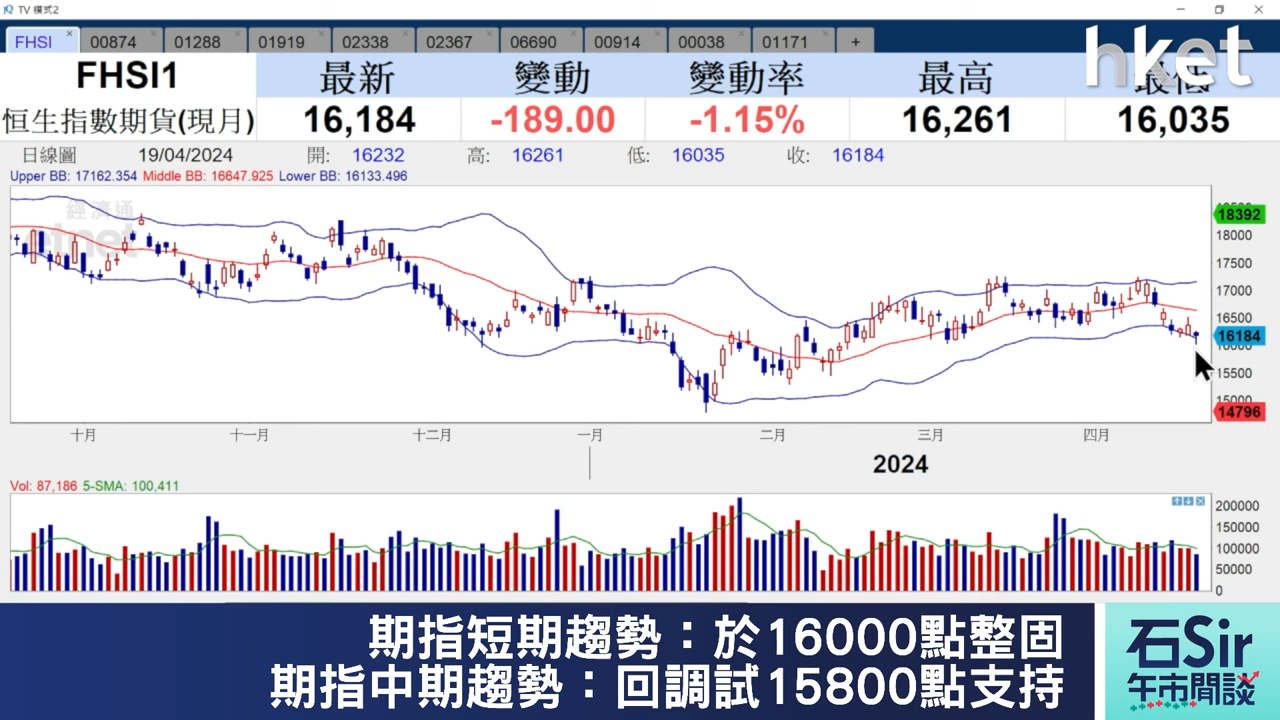 TV 模式2
FHSI 00874 01288 01919 02338 02367 06690 00914 00038 01171 +
hket
FHSI1 最新 變動 變動率 最高 最低
恒生指數期貨(現月) 16,184 -189.00 -1.15% 16,261 16,035
日線圖 19/04/2024 開: 16232 高: 16261 低: 16035 收: 16184
Upper BB: 17162.354 Middle BB: 16647.925 Lower BB: 16133.496
經濟通
etnet
18392
18000
17500
17000
16500
16184
15500
15000
14796
十月 十一月 十二月 一月 二月 三月 四月
2024
Vol: 87,186 5-SMA: 100,411
200000
150000
100000
50000
0
期指短期趨勢：於16000點整固
期指中期趨勢：回調試15800點支持
石Sir
午市閒談